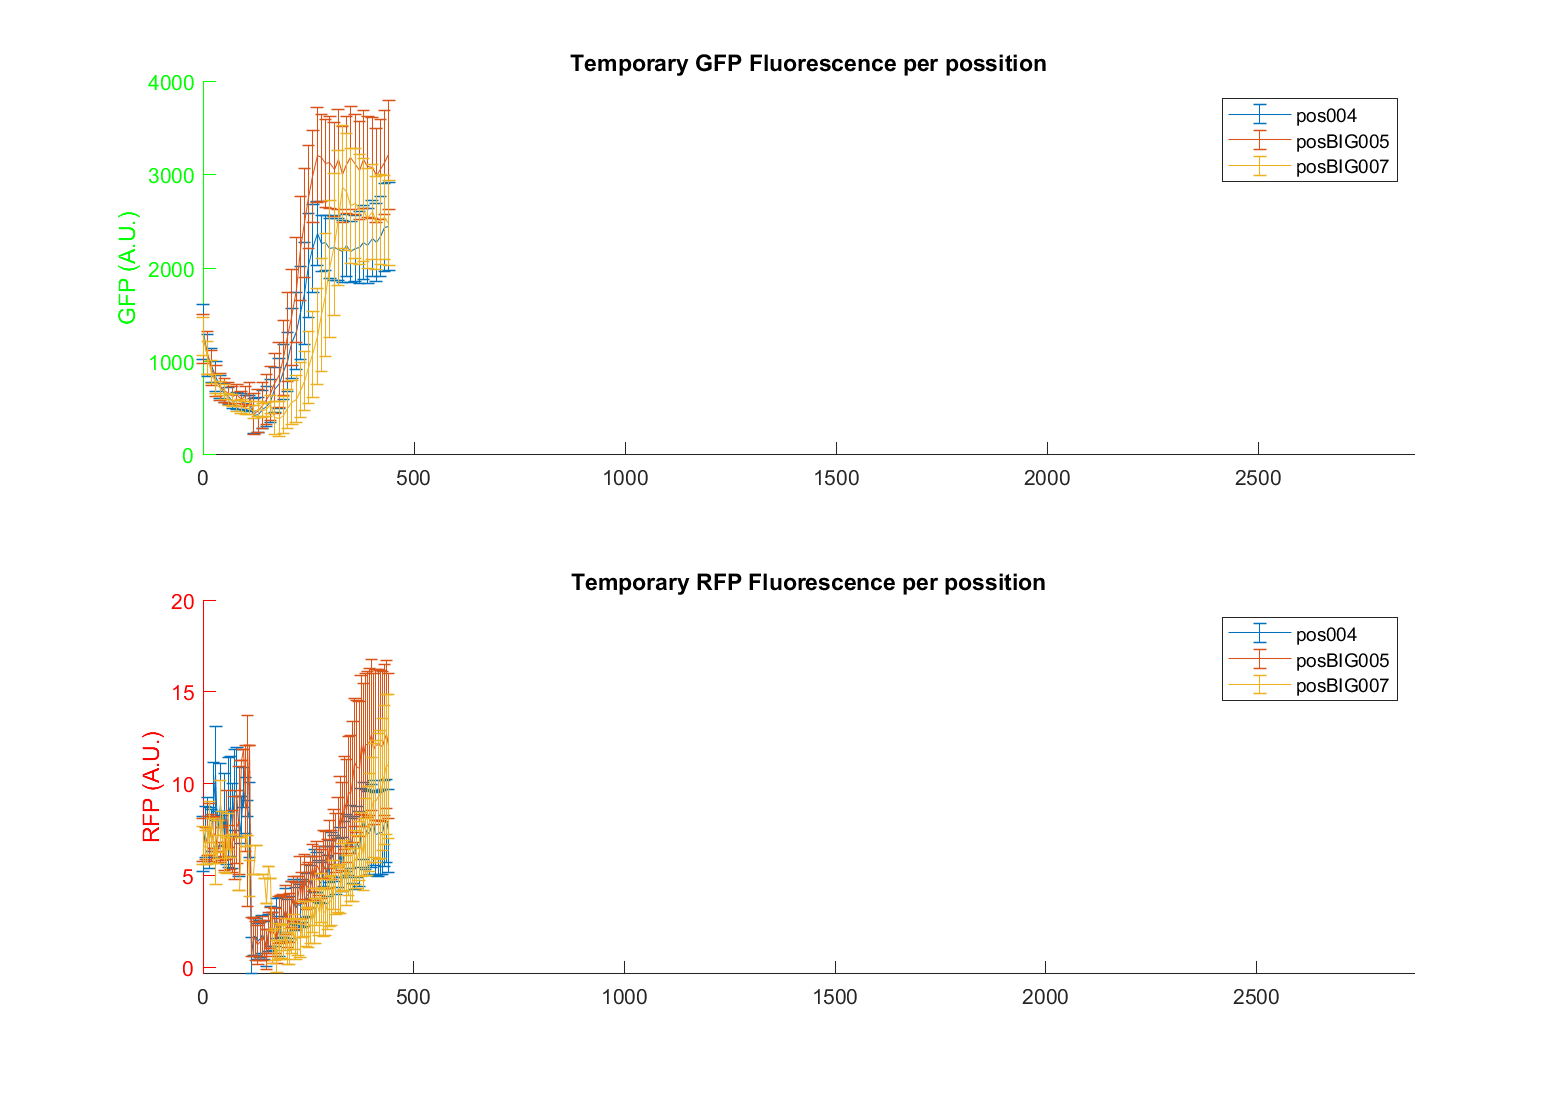 Temporary GFP Fluorescence per possition
4000
3000
2000
1000
0
GFP (A.U.)
pos004
posBIG005
posBIG007
0 500 1000 1500 2000 2500
Temporary RFP Fluorescence per possition
20
15
10
5
0
RFP (A.U.)
pos004
posBIG005
posBIG007
0 500 1000 1500 2000 2500